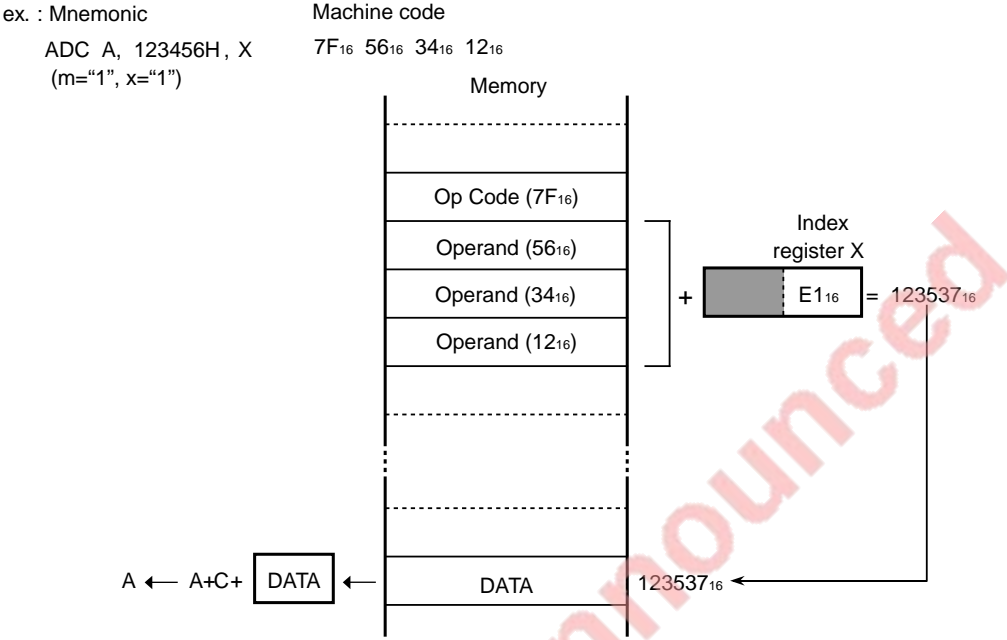 ex. : Mnemonic
Machine code
ADC A, 123456H, X
7F16 5616 3416 1216
(m=“1”, x=“1”)
Memory
Op Code (7F16)
Operand (5616)
Operand (3416)
Operand (1216)
Index
register X
+
E116
= 12353716
A ← A+C+ DATA ←
DATA
12353716
nounced